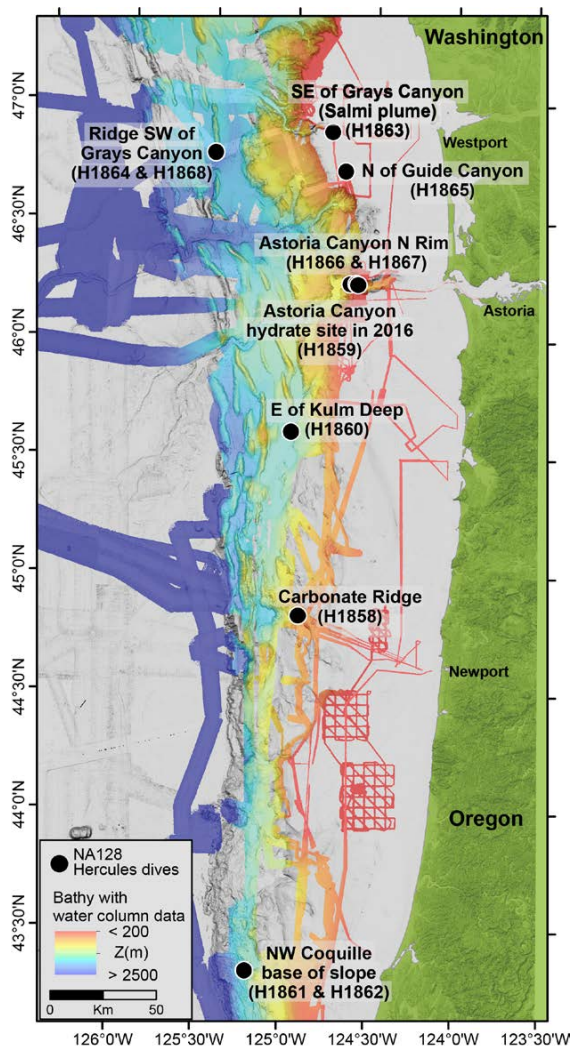 Washington
47°0'N
SE of Grays Canyon
(Salmi plume)
(H1863)
Westport
Ridge SW of
Grays Canyon
(H1864 & H1868)
N of Guide Canyon
(H1865)
46°30'N
Astoria Canyon N Rim
(H1866 & H1867)
Astoria Canyon
hydrate site in 2016
(H1859)
Astoria
46°0'N
E of Kulm Deep
(H1860)
45°30'N
45°0'N
Carbonate Ridge
(H1858)
Newport
44°30'N
44°0'N
Oregon
NA128
Hercules dives
Bathy with
water column data
< 200
Z(m)
> 2500
0 Km 50
43°30'N
NW Coquille
base of slope
(H1861 & H1862)
126°0'W 125°30'W 125°0'W 124°30'W 124°0'W 123°30'W